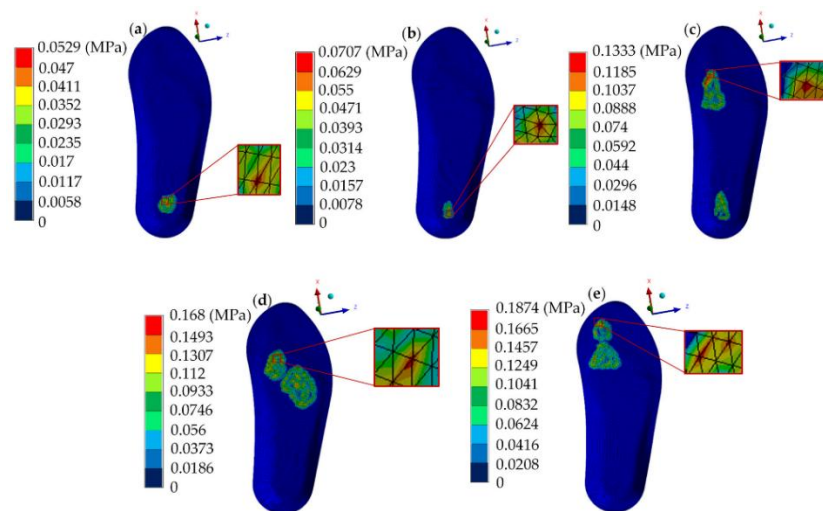 (a)
0.0529 (MPa)
0.047
0.0411
0.0352
0.0293
0.0235
0.017
0.0117
0.0058
0
X
Z
(b)
0.0707 (MPa)
0.0629
0.055
0.0471
0.0393
0.0314
0.023
0.0157
0.0078
0
X
Z
(c)
0.1333 (MPa)
0.1185
0.1037
0.0888
0.074
0.0592
0.044
0.0296
0.0148
0
X
Z
(d)
0.168 (MPa)
0.1493
0.1307
0.112
0.0933
0.0746
0.056
0.0373
0.0186
0
X
Z
(e)
0.1874 (MPa)
0.1665
0.1457
0.1249
0.1041
0.0832
0.0624
0.0416
0.0208
0
X
Z